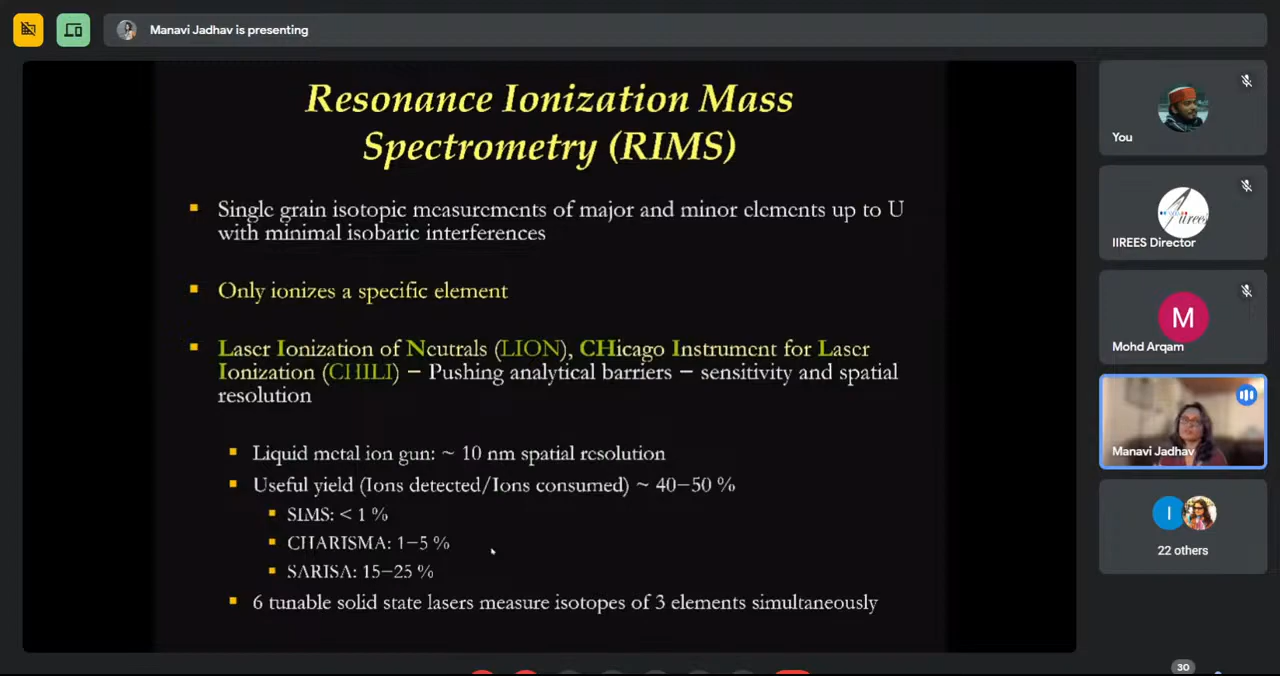 Manavi Jadhav is presenting
Resonance Ionization Mass
Spectrometry (RIMS)
Single grain isotopic measurements of major and minor elements up to U
with minimal isobaric interferences
Only ionizes a specific element
Laser Ionization of Neutrals (LION), CHicago Instrument for Laser
Ionization (CHILI) – Pushing analytical barriers – sensitivity and spatial
resolution
Liquid metal ion gun: ~ 10 nm spatial resolution
Useful yield (Ions detected/Ions consumed) ~ 40–50 %
SIMS: < 1 %
CHARISMA: 1–5 %
SARISA: 15–25 %
6 tunable solid state lasers measure isotopes of 3 elements simultaneously
You
IIREES Director
M
Mohd Arqam
Manavi Jadhav
I
22 others
30